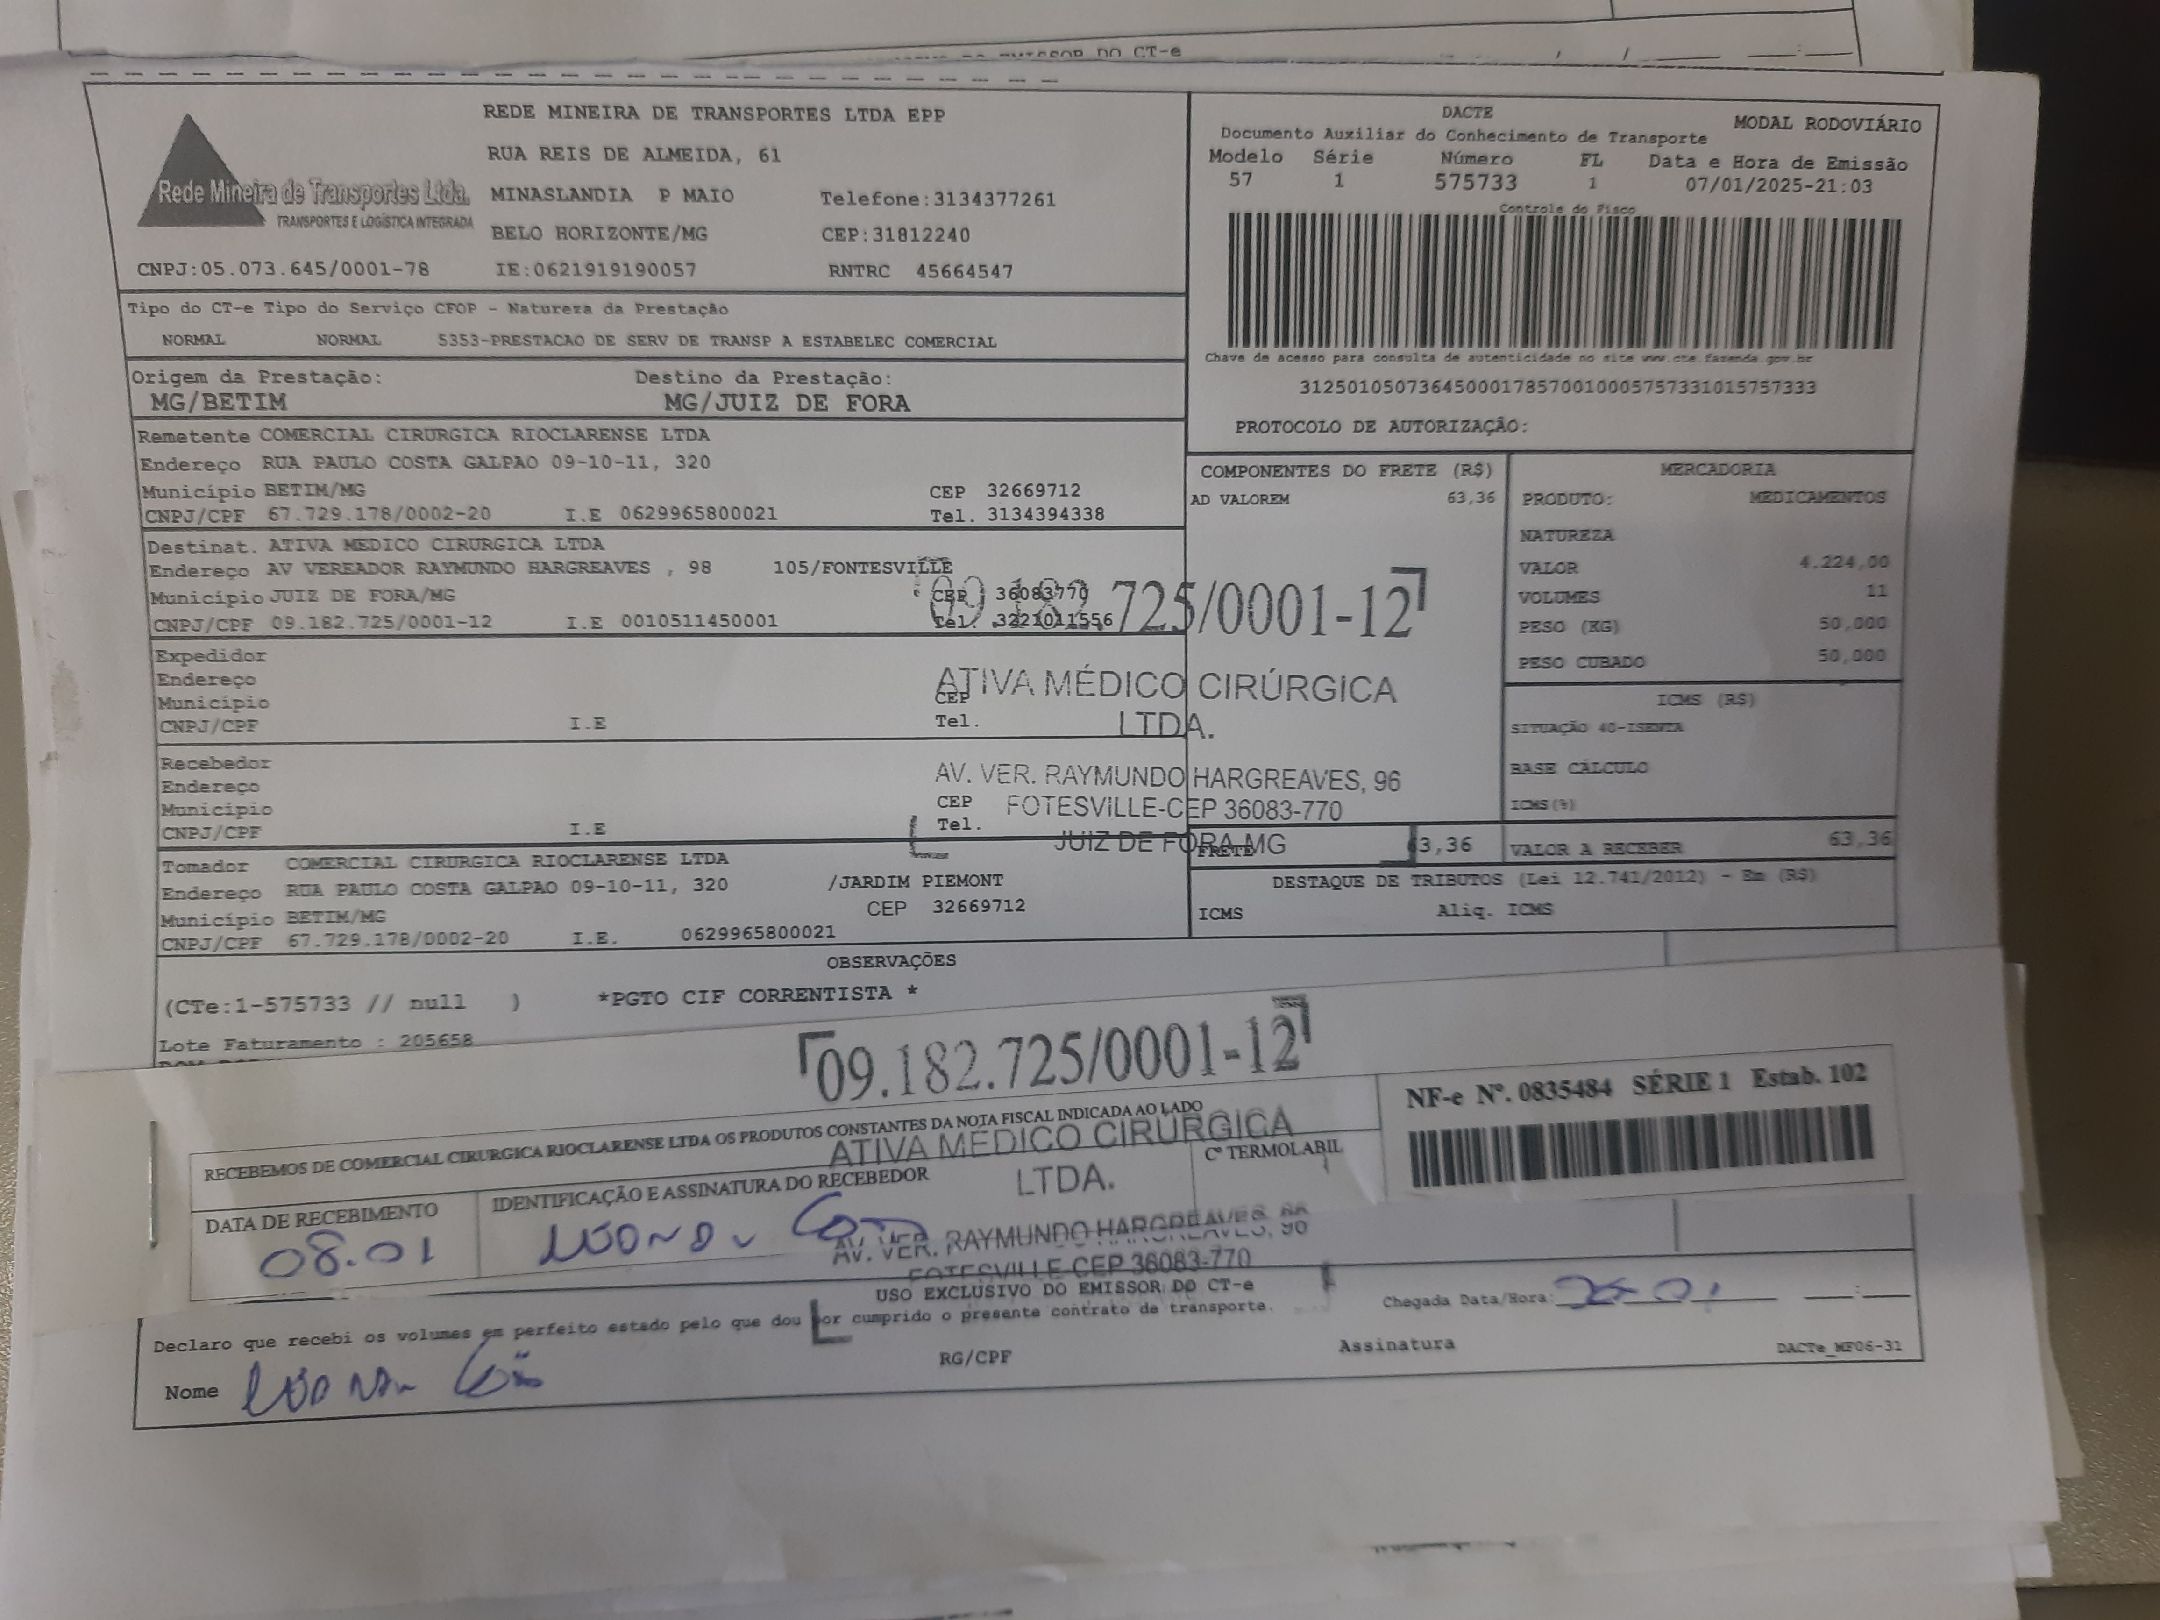 EMISSOR DO CT-e
REDE MINEIRA DE TRANSPORTES LTDA EPP
RUA REIS DE ALMEIDA, 61
Rede Mineira de Transportes Ltda.
TRANSPORTES E LOGÍSTICA INTEGRADA
MINASLANDIA P MAIO Telefone:3134377261
BELO HORIZONTE/MG CEP:31812240
CNPJ:05.073.645/0001-78 IE:0621919190057 RNTRC 45664547
DACTE
MODAL RODOVIÁRIO
Documento Auxiliar do Conhecimento de Transporte
Modelo Série Número FL Data e Hora de Emissão
57 1 575733 1 07/01/2025-21:03
Controle do Fisco
Chave de acesso para consulta de autenticidade no site www.cte.fazenda.gov.br
31250105073645000178570010005757331015757333
PROTOCOLO DE AUTORIZAÇÃO:
Tipo do CT-e Tipo do Serviço CFOP - Natureza da Prestação
NORMAL NORMAL 5353-PRESTACAO DE SERV DE TRANSP A ESTABELEC COMERCIAL
Origem da Prestação: Destino da Prestação:
MG/BETIM MG/JUIZ DE FORA
Remetente COMERCIAL CIRURGICA RIOCLARENSE LTDA
Endereço RUA PAULO COSTA GALPAO 09-10-11, 320
Município BETIM/MG CEP 32669712
CNPJ/CPF 67.729.178/0002-20 I.E 0629965800021 Tel. 3134394338
Destinat. ATIVA MEDICO CIRURGICA LTDA
Endereço AV VEREADOR RAYMUNDO HARGREAVES , 98 105/FONTESVILLE
Município JUIZ DE FORA/MG CEP 36083770
CNPJ/CPF 09.182.725/0001-12 I.E 0010511450001 Tel. 3221011556
09.182.725/0001-12
ATIVA MÉDICO CIRÚRGICA
LTDA.
AV. VER. RAYMUNDO HARGREAVES, 96
FOTESVILLE-CEP 36083-770
JUIZ DE FORA MG
Expedidor
Endereço
Município CEP
CNPJ/CPF I.E Tel.
Recebedor
Endereço
Município CEP
CNPJ/CPF I.E Tel.
Tomador COMERCIAL CIRURGICA RIOCLARENSE LTDA
Endereço RUA PAULO COSTA GALPAO 09-10-11, 320 /JARDIM PIEMONT
Município BETIM/MG CEP 32669712
CNPJ/CPF 67.729.178/0002-20 I.E. 0629965800021
COMPONENTES DO FRETE (R$)
AD VALOREM 63,36
FRETE 3,36
MERCADORIA
PRODUTO: MEDICAMENTOS
NATUREZA
VALOR 4.224,00
VOLUMES 11
PESO (KG) 50,000
PESO CUBADO 50,000
ICMS (R$)
SITUAÇÃO 40-ISENTA
BASE CÁLCULO
ICMS(%)
VALOR A RECEBER 63,36
DESTAQUE DE TRIBUTOS (Lei 12.741/2012) - Em (R$)
ICMS Aliq. ICMS
OBSERVAÇÕES
(CTe:1-575733 // null ) *PGTO CIF CORRENTISTA *
Lote Faturamento : 205658
09.182.725/0001-12
NF-e Nº. 0835484 SÉRIE 1 Estab. 102
RECEBEMOS DE COMERCIAL CIRURGICA RIOCLARENSE LTDA OS PRODUTOS CONSTANTES DA NOTA FISCAL INDICADA AO LADO
ATIVA MÉDICO CIRÚRGICA
LTDA.
DATA DE RECEBIMENTO IDENTIFICAÇÃO E ASSINATURA DO RECEBEDOR Cº TERMOLABIL
08.01
AV. VER. RAYMUNDO HARGREAVES, 96
FOTESVILLE-CEP 36083-770
USO EXCLUSIVO DO EMISSOR DO CT-e
Declaro que recebi os volumes em perfeito estado pelo que dou por cumprido o presente contrato de transporte.
Chegada Data/Hora:
Nome RG/CPF Assinatura DACTe_MF06-31